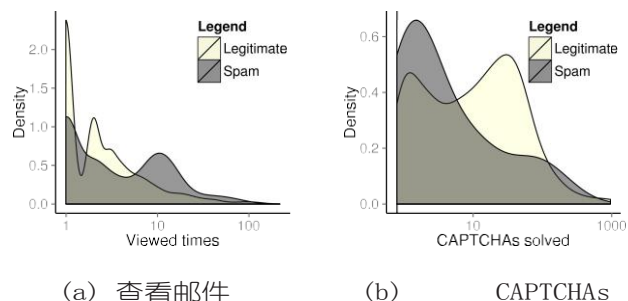 Legend
Legitimate
Spam
2.0
1.5
1.0
0.5
0.0
Density
1
10
100
Viewed times
(a) 查看邮件
Legend
Legitimate
Spam
0.6
0.4
0.2
0.0
Density
10
1000
CAPTCHAs solved
(b) CAPTCHAs